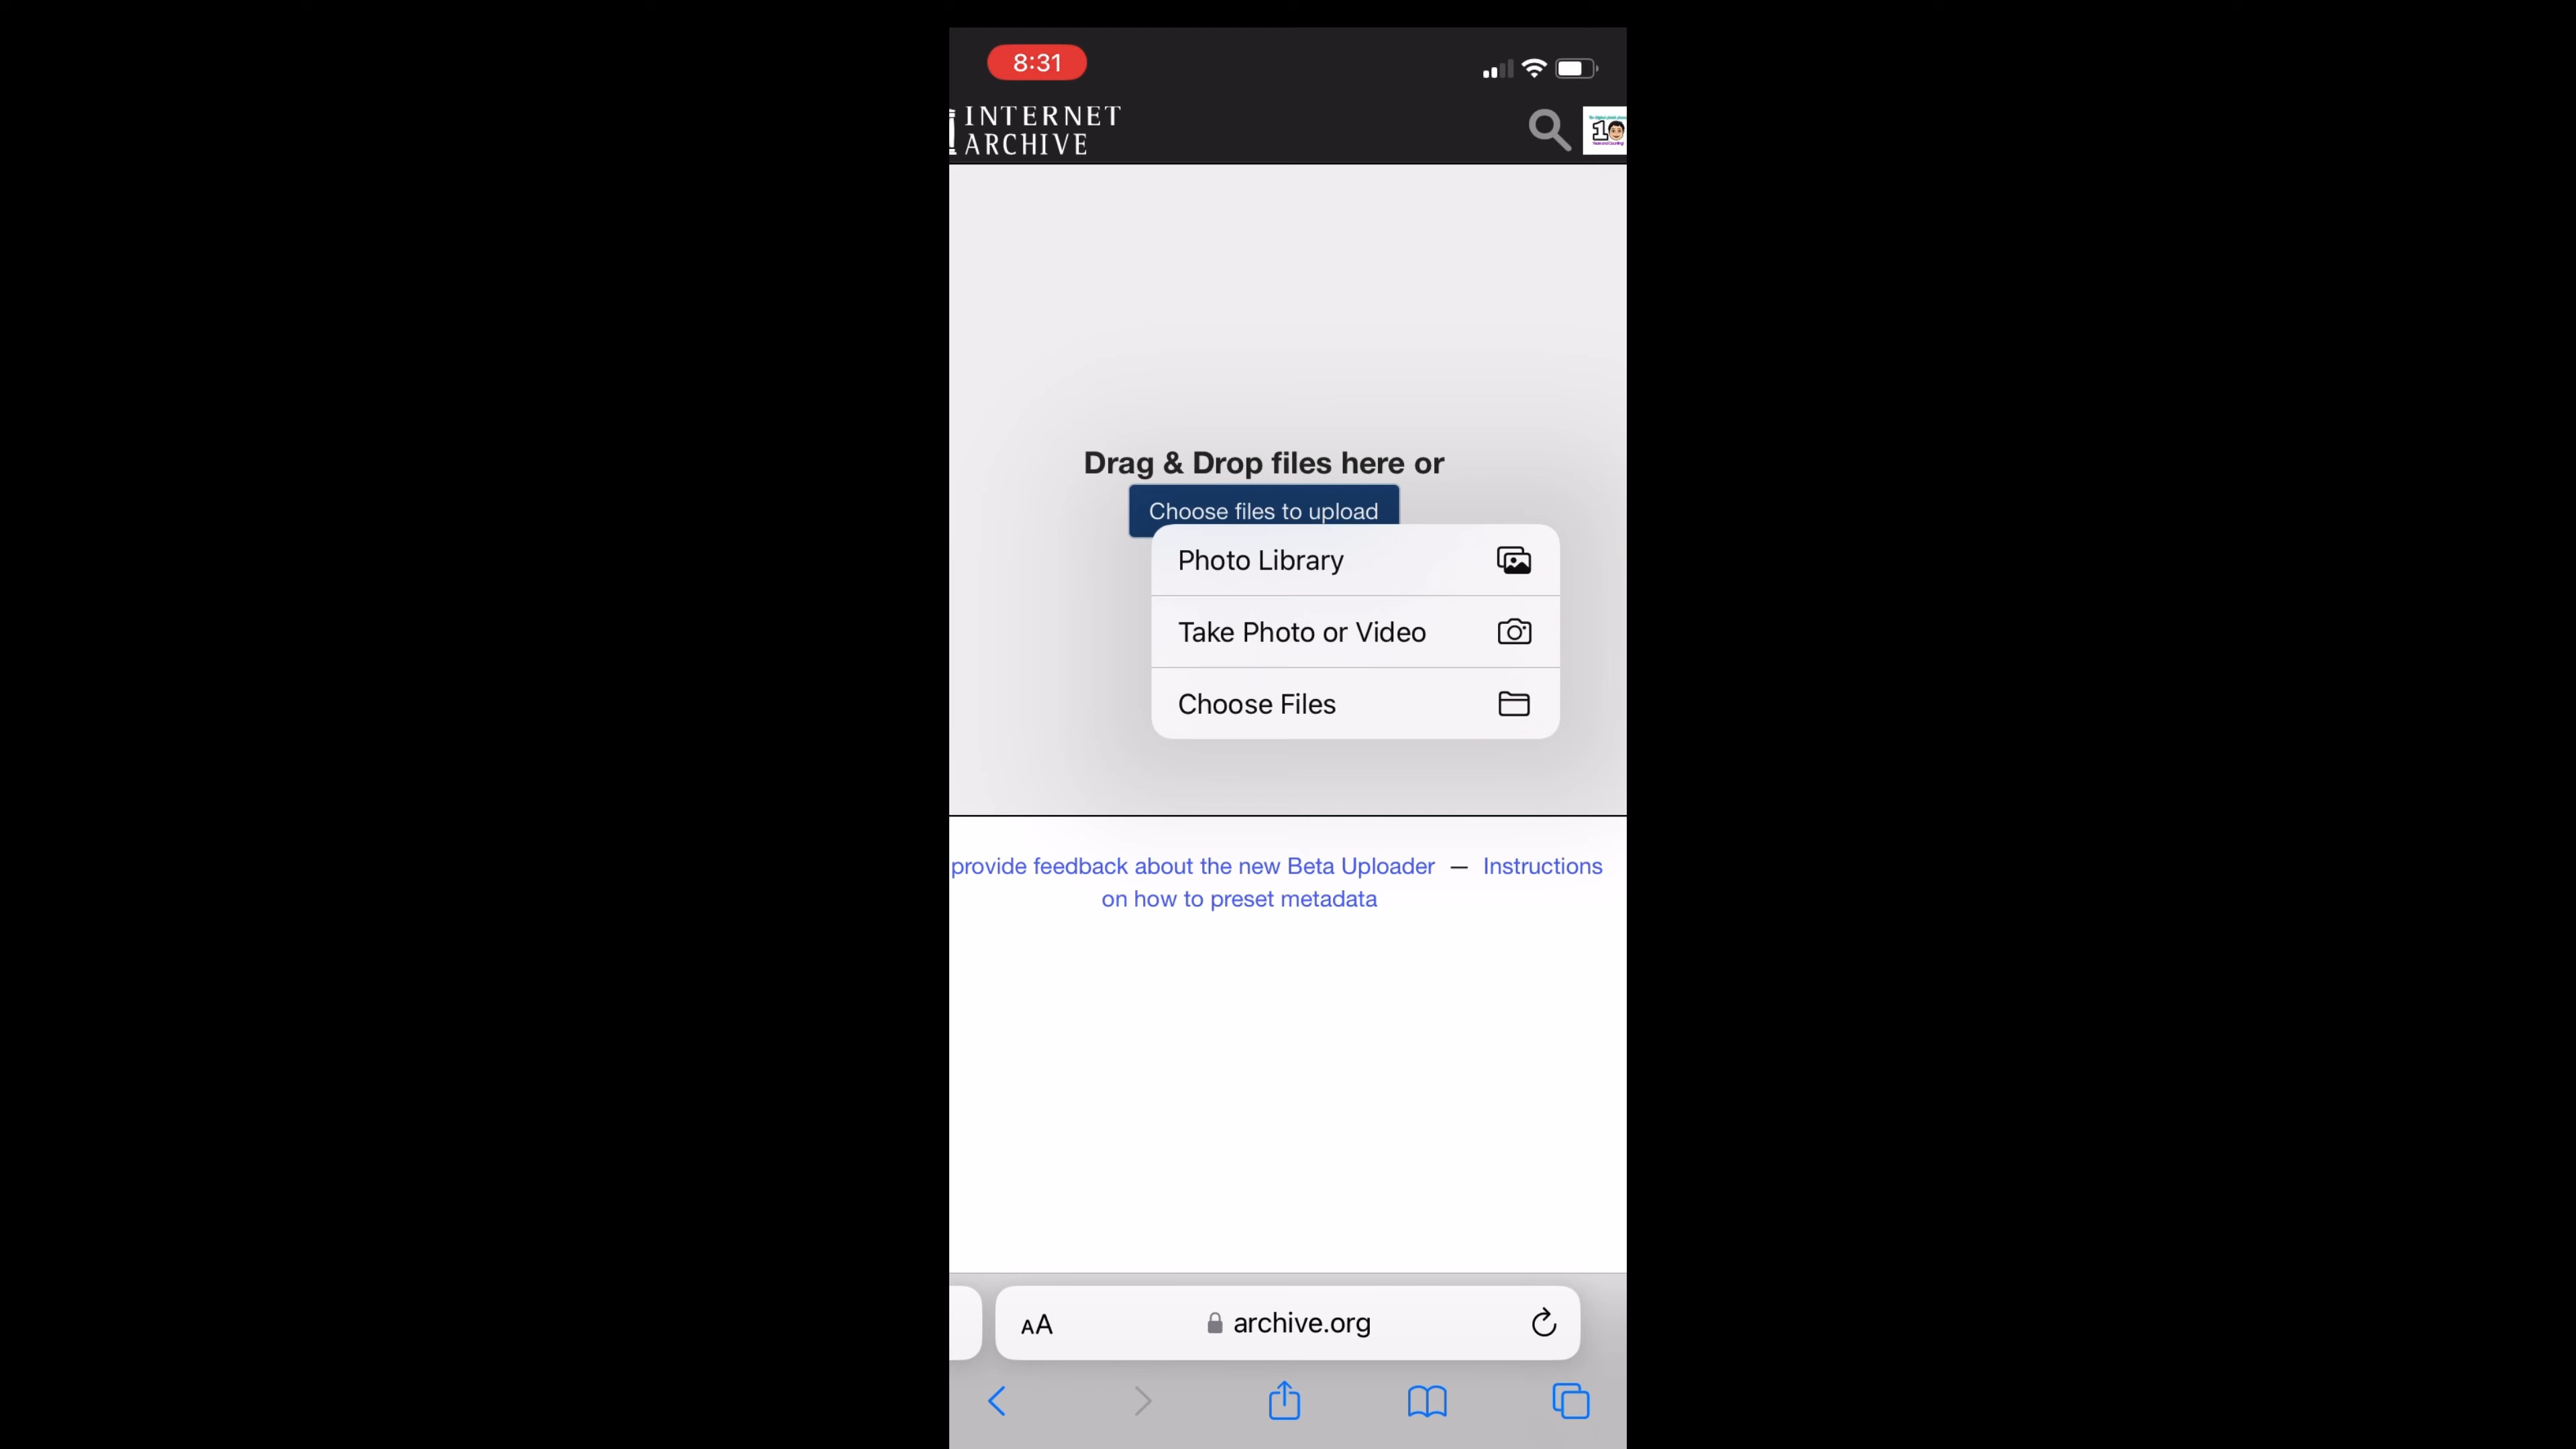 8:31
INTERNET
ARCHIVE
10
Drag & Drop files here or
Choose files to upload
Photo Library
Take Photo or Video
Choose Files
provide feedback about the new Beta Uploader — Instructions
on how to preset metadata
AA
archive.org